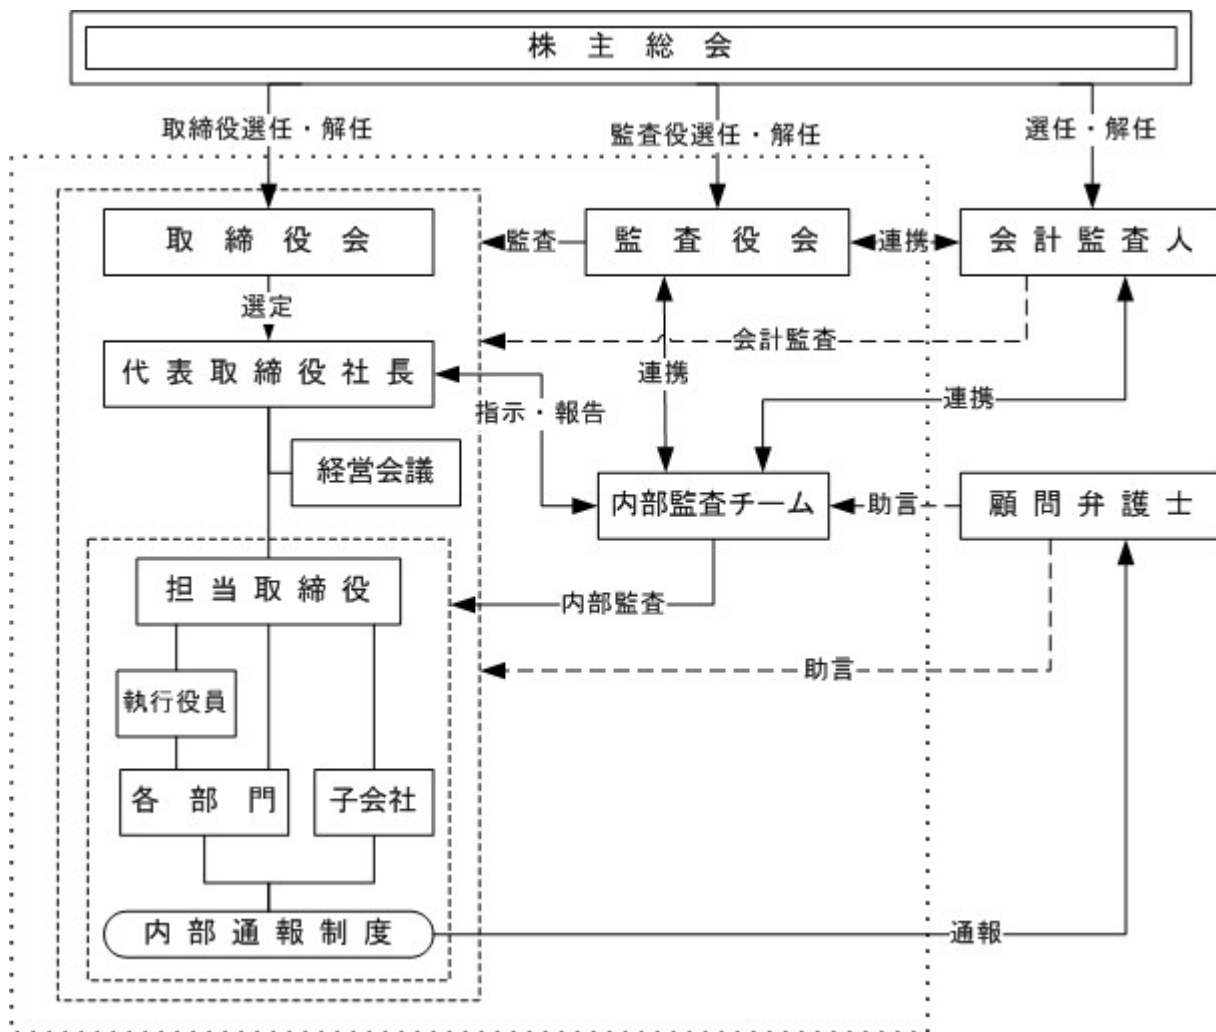 株主総会
取締役選任・解任
監査役選任・解任
選任・解任
取締役会
監査
監査役会
連携
会計監査人
選定
会計監査
代表取締役社長
連携
連携
指示・報告
経営会議
内部監査チーム
助言
顧問弁護士
担当取締役
内部監査
助言
執行役員
各部門
子会社
内部通報制度
通報